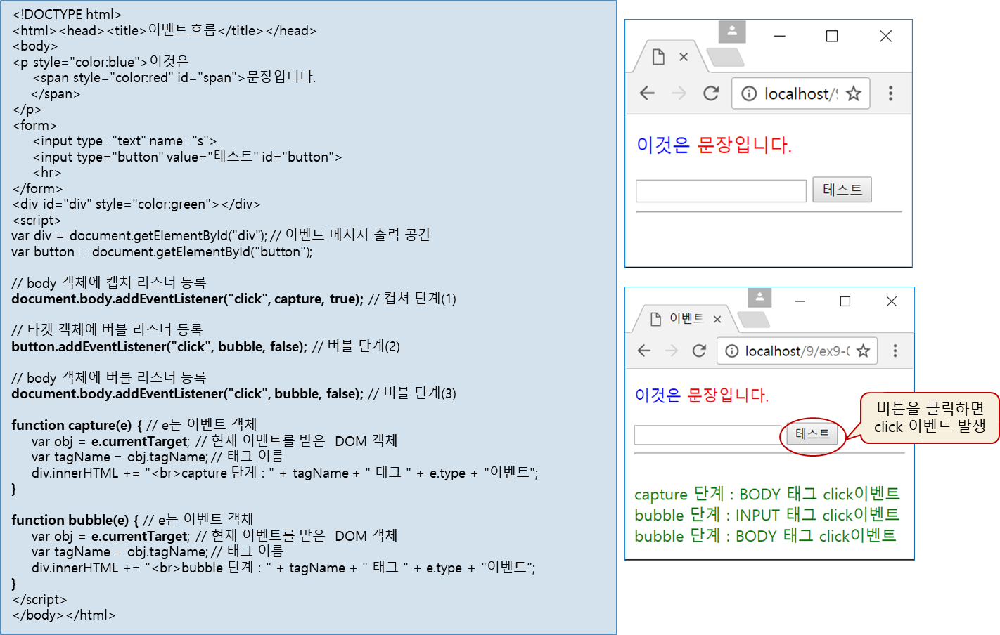 <!DOCTYPE html>
<html><head><title>이벤트 흐름</title></head>
<body>
<p style="color:blue">이것은
<span style="color:red" id="span">문장입니다.
</span>
</p>
<form>
<input type="text" name="s">
<input type="button" value="테스트" id="button">
<hr>
</form>
<div id="div" style="color:green"></div>
<script>
var div = document.getElementById("div"); // 이벤트 메시지 출력 공간
var button = document.getElementById("button");
// body 객체에 캡쳐 리스너 등록
document.body.addEventListener("click", capture, true); // 켭쳐 단계(1)
// 타겟 객체에 버블 리스너 등록
button.addEventListener("click", bubble, false); // 버블 단계(2)
// body 객체에 버블 리스너 등록
document.body.addEventListener("click", bubble, false); // 버블 단계(3)
function capture(e) { // e는 이벤트 객체
var obj = e.currentTarget; // 현재 이벤트를 받은 DOM 객체
var tagName = obj.tagName; // 태그 이름
div.innerHTML += "<br>capture 단계 : " + tagName + " 태그 " + e.type + "이벤트";
}
function bubble(e) { // e는 이벤트 객체
var obj = e.currentTarget; // 현재 이벤트를 받은 DOM 객체
var tagName = obj.tagName; // 태그 이름
div.innerHTML += "<br>bubble 단계 : " + tagName + " 태그 " + e.type + "이벤트";
}
</script>
</body></html>
localhost/9
이것은 문장입니다.
테스트
이벤트
localhost/9/ex9-0
이것은 문장입니다.
테스트
버튼을 클릭하면
click 이벤트 발생
capture 단계 : BODY 태그 click이벤트
bubble 단계 : INPUT 태그 click이벤트
bubble 단계 : BODY 태그 click이벤트